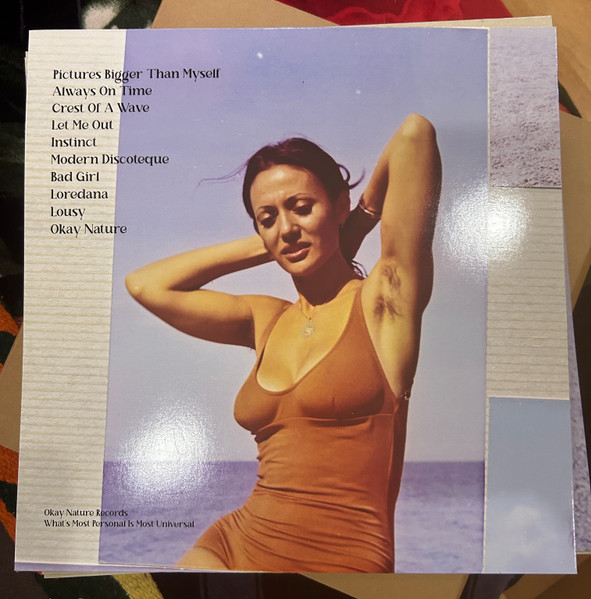 Pictures Bigger Than Myself
Always On Time
Crest Of A Wave
Let Me Out
Instinct
Modern Discoteque
Bad Girl
Loredana
Lousy
Okay Nature
Okay Nature Records
What's Most Personal Is Most Universal